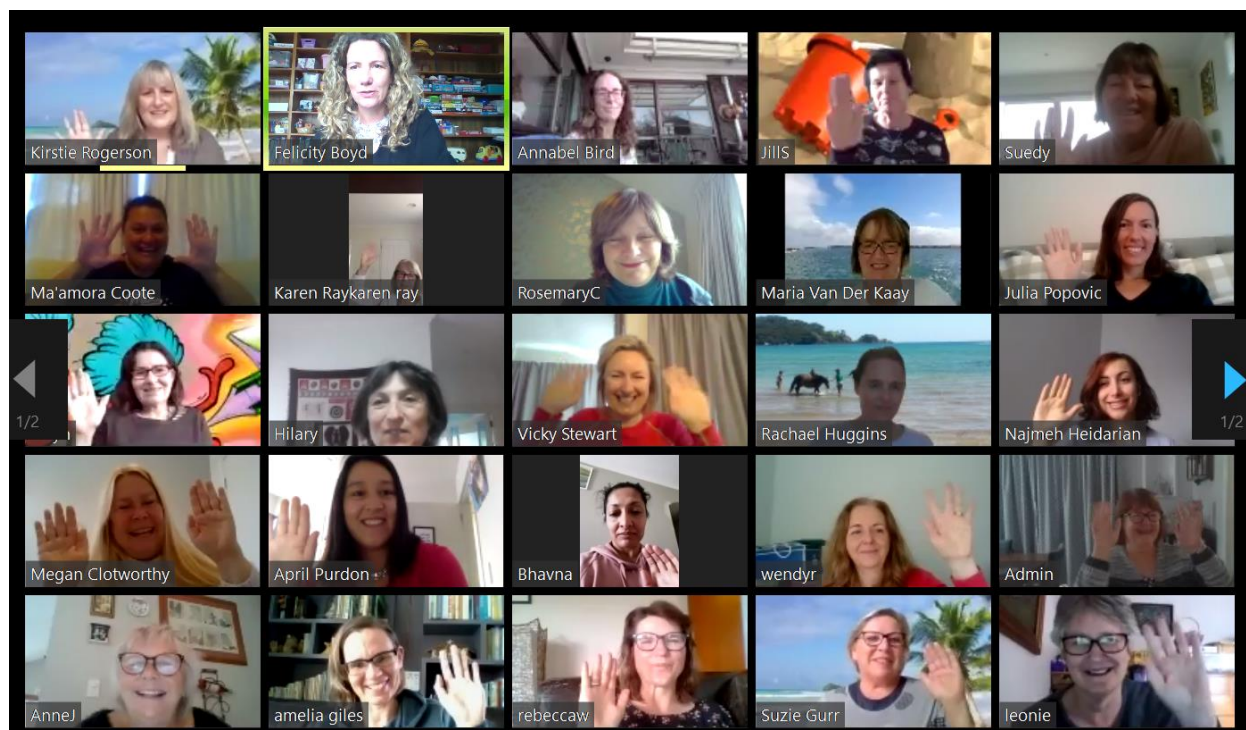 Kirstie Rogerson
Felicity Boyd
Annabel Bird
JillS
Suedy
Ma'amora Coote
Karen Raykaren ray
RosemaryC
Maria Van Der Kaay
Julia Popovic
1/2
Hilary
Vicky Stewart
Rachael Huggins
Najmeh Heidarian
1/2
Megan Clotworthy
April Purdon
Bhavna
wendyr
Admin
AnneJ
amelia giles
rebeccaw
Suzie Gurr
leonie